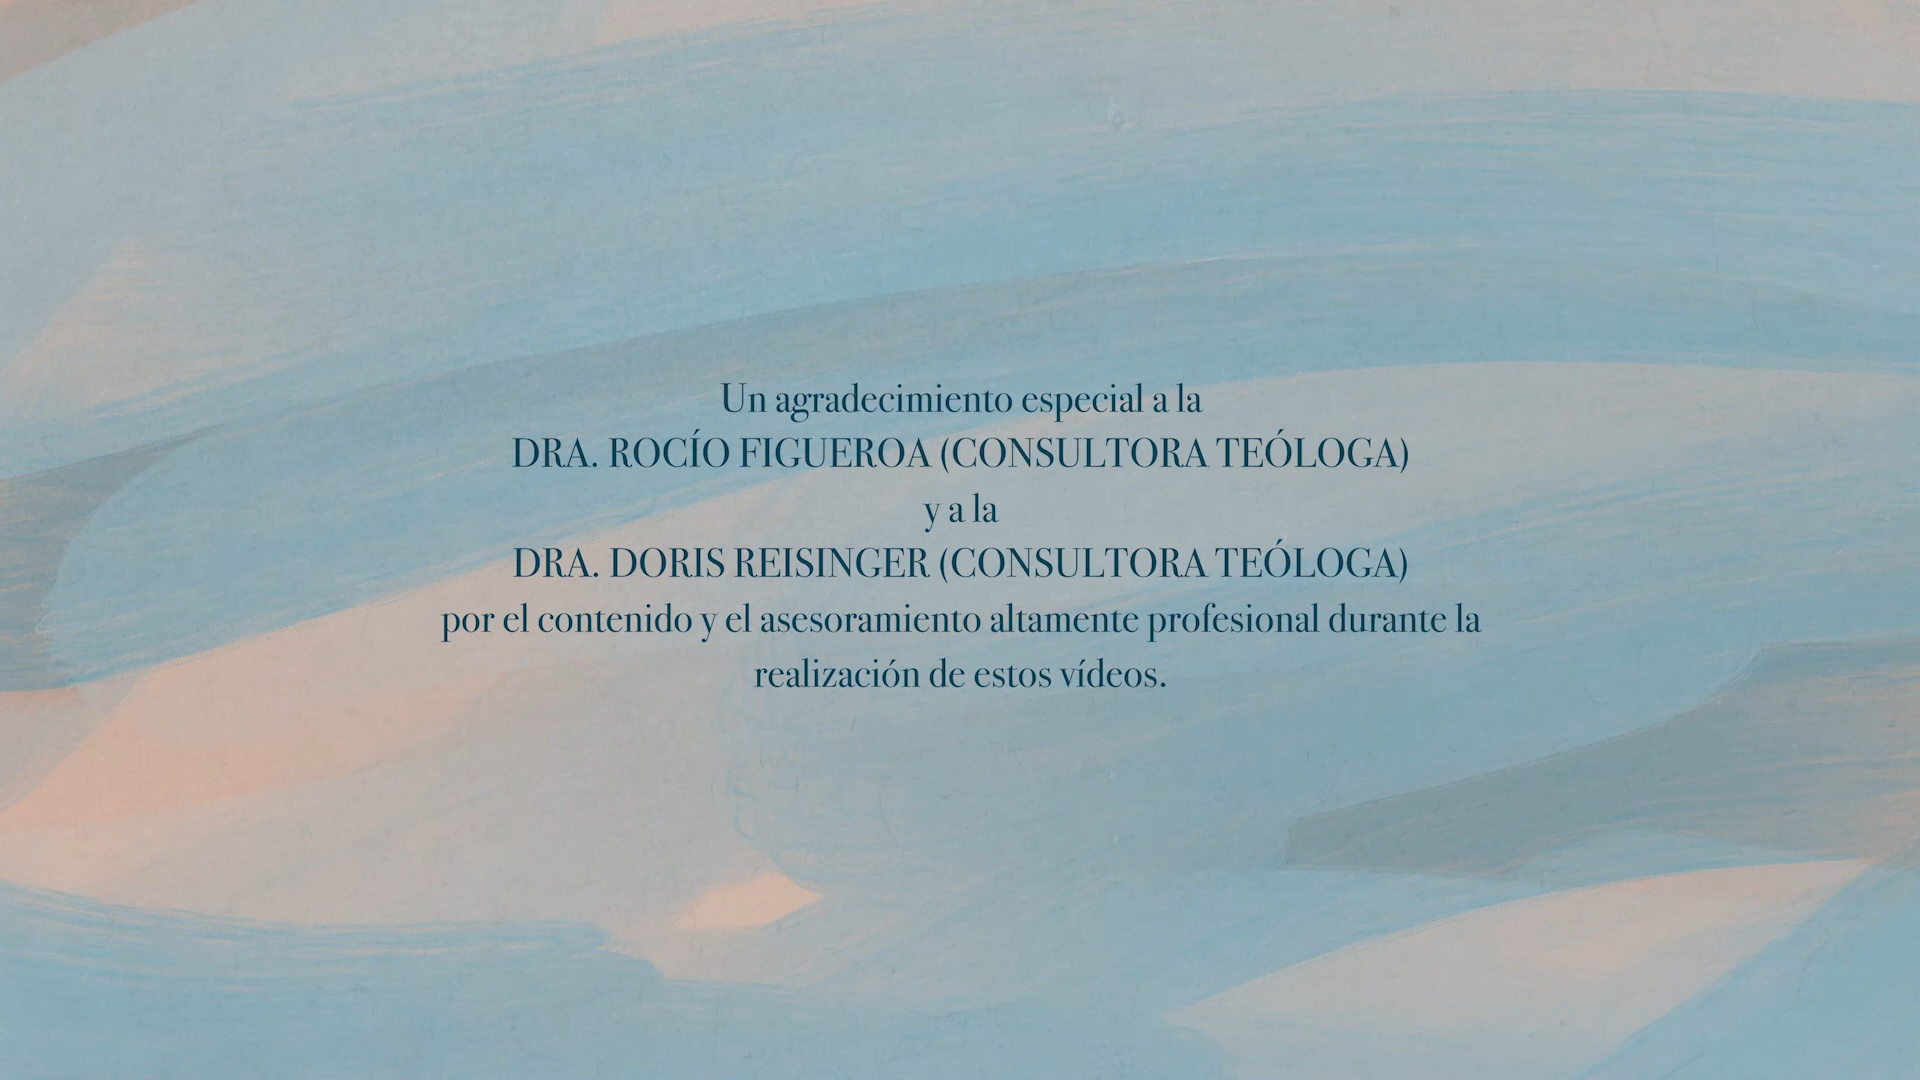 Un agradecimiento especial a la
DRA. ROCÍO FIGUEROA (CONSULTORA TEÓLOGA)
y a la
DRA. DORIS REISINGER (CONSULTORA TEÓLOGA)
por el contenido y el asesoramiento altamente profesional durante la
realización de estos vídeos.